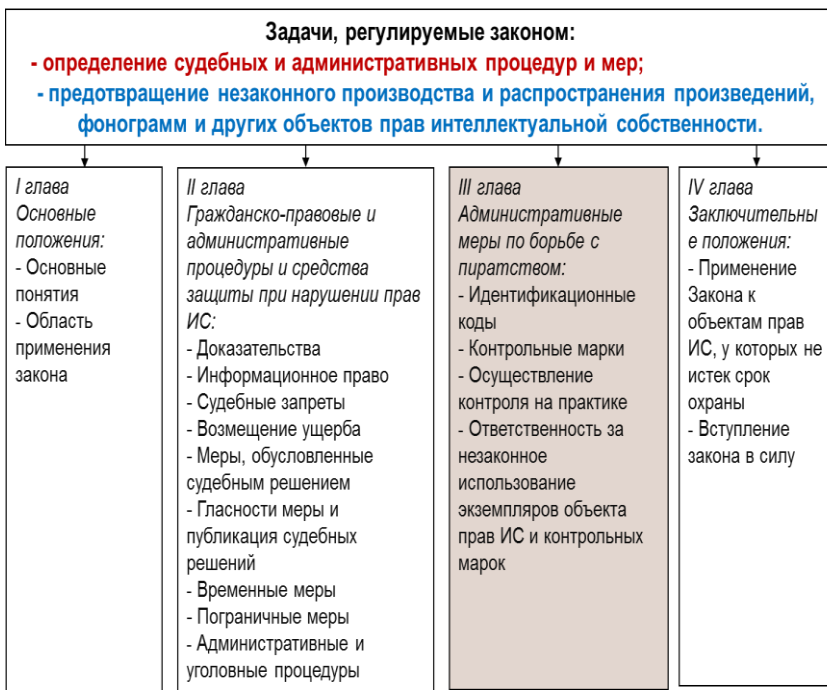 Задачи, регулируемые законом:
- определение судебных и административных процедур и мер;
- предотвращение незаконного производства и распространения произведений,
фонограмм и других объектов прав интеллектуальной собственности.
I глава
Основные
положения:
- Основные
понятия
- Область
применения
закона
II глава
Гражданско-правовые и
административные
процедуры и средства
защиты при нарушении прав
ИС:
- Доказательства
- Информационное право
- Судебные запреты
- Возмещение ущерба
- Меры, обусловленные
судебным решением
- Гласности меры и
публикация судебных
решений
- Временные меры
- Пограничные меры
- Административные и
уголовные процедуры
III глава
Административные
меры по борьбе с
пиратством:
- Идентификационные
коды
- Контрольные марки
- Осуществление
контроля на практике
- Ответственность за
незаконное
использование
экземпляров объекта
прав ИС и контрольных
марок
IV глава
Заключительны
е положения:
- Применение
Закона к
объектам прав
ИС, у которых не
истек срок
охраны
- Вступление
закона в силу